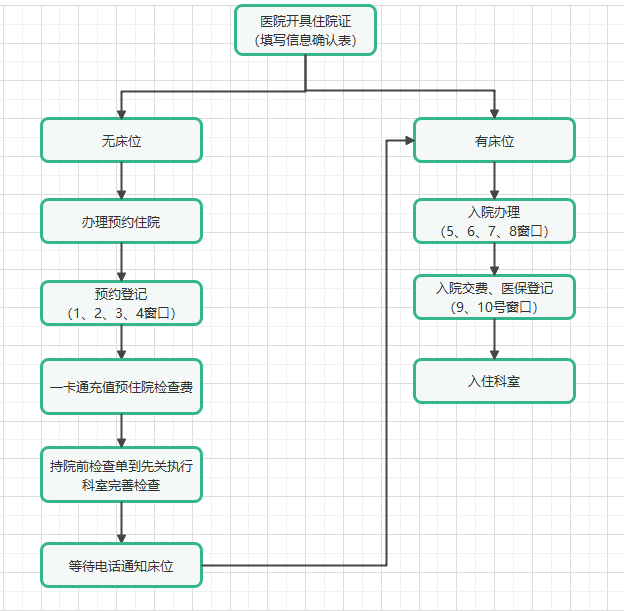 医院开具住院证
（填写信息确认表）
无床位
办理预约住院
预约登记
（1、2、3、4窗口）
一卡通充值预住院检查费
持院前检查单到先关执行
科室完善检查
等待电话通知床位
有床位
入院办理
（5、6、7、8窗口）
入院交费、医保登记
（9、10号窗口）
入住科室